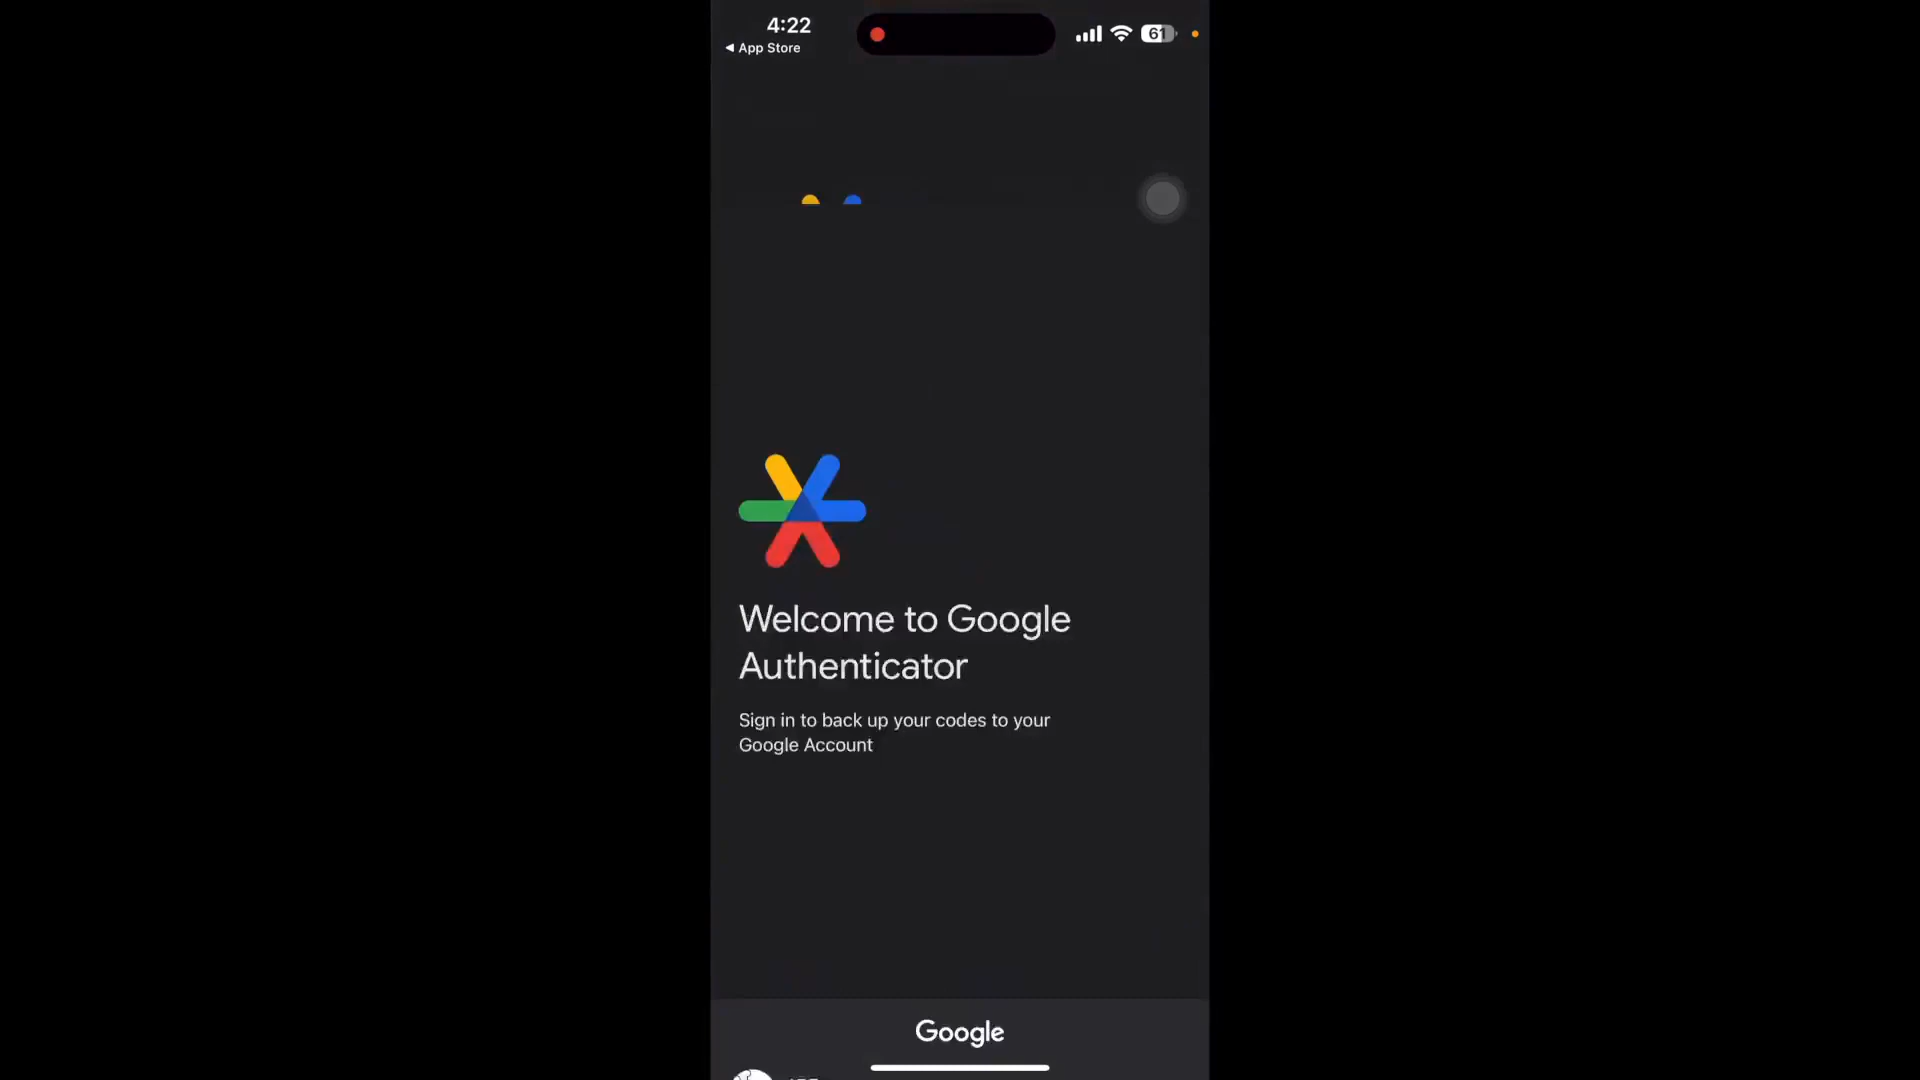 4:22
◀ App Store
61
Welcome to Google
Authenticator
Sign in to back up your codes to your
Google Account
Google